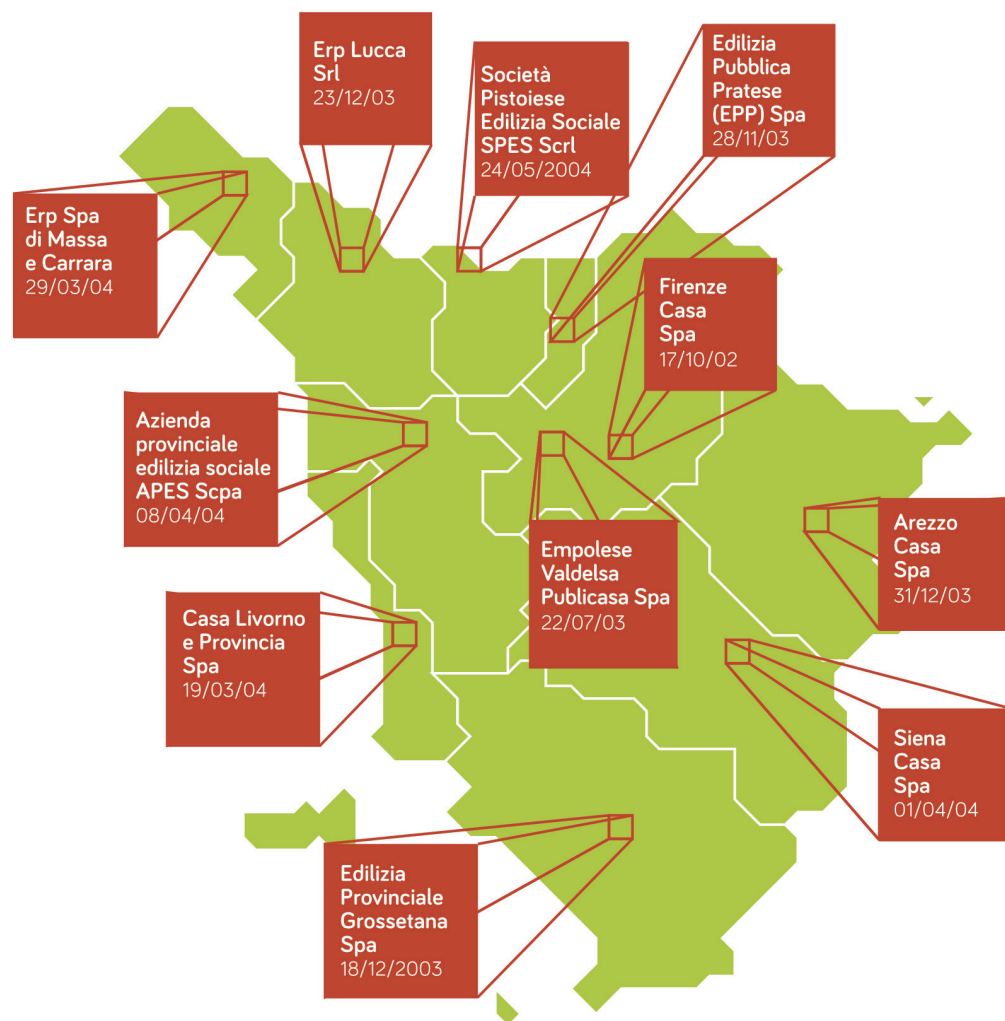 Erp Lucca
Srl
23/12/03
Società
Pistoiese
Edilizia Sociale
SPES Scrl
24/05/2004
Edilizia
Pubblica
Pratese
(EPP) Spa
28/11/03
Erp Spa
di Massa
e Carrara
29/03/04
Firenze
Casa
Spa
17/10/02
Azienda
provinciale
edilizia sociale
APES Scpa
08/04/04
Arezzo
Casa
Spa
31/12/03
Empolese
Valdelsa
Publicasa Spa
22/07/03
Casa Livorno
e Provincia
Spa
19/03/04
Siena
Casa
Spa
01/04/04
Edilizia
Provinciale
Grossetana
Spa
18/12/2003